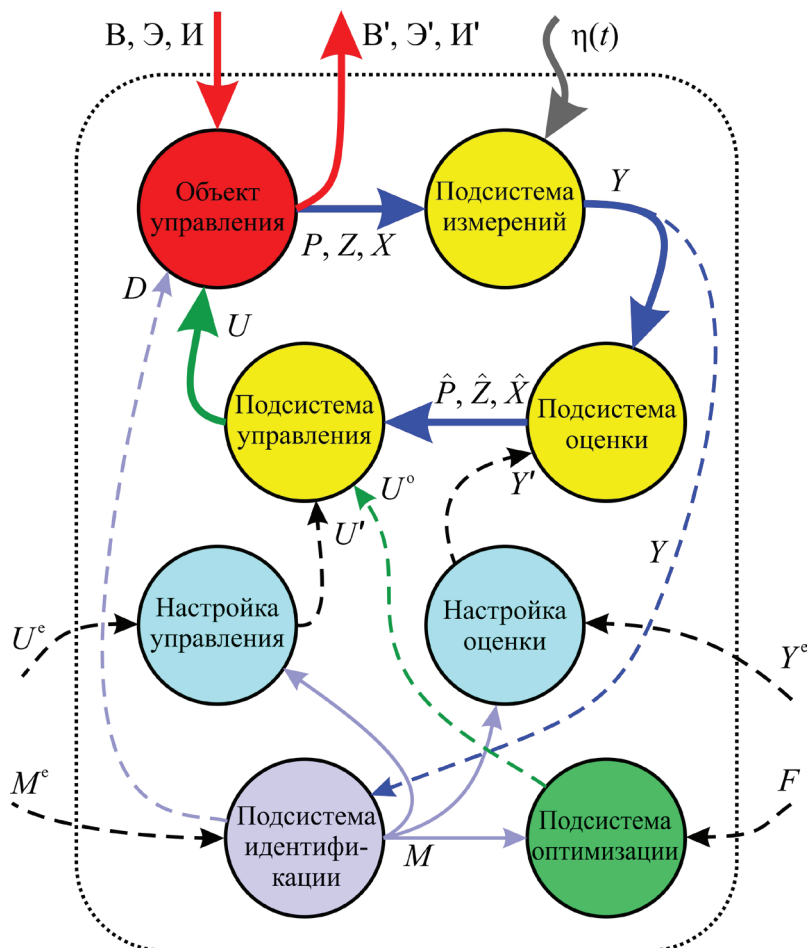 В, Э, И
В', Э', И'
η(t)
Объект
управления
Подсистема
измерений
Y
P, Z, X
D
U
P̂, Ẑ, X̂
Подсистема
управления
Подсистема
оценки
Uᵒ
Y'
U'
Y
Настройка
управления
Настройка
оценки
Uᵉ
Yᵉ
Mᵉ
F
Подсистема
идентифи-
кации
M
Подсистема
оптимизации